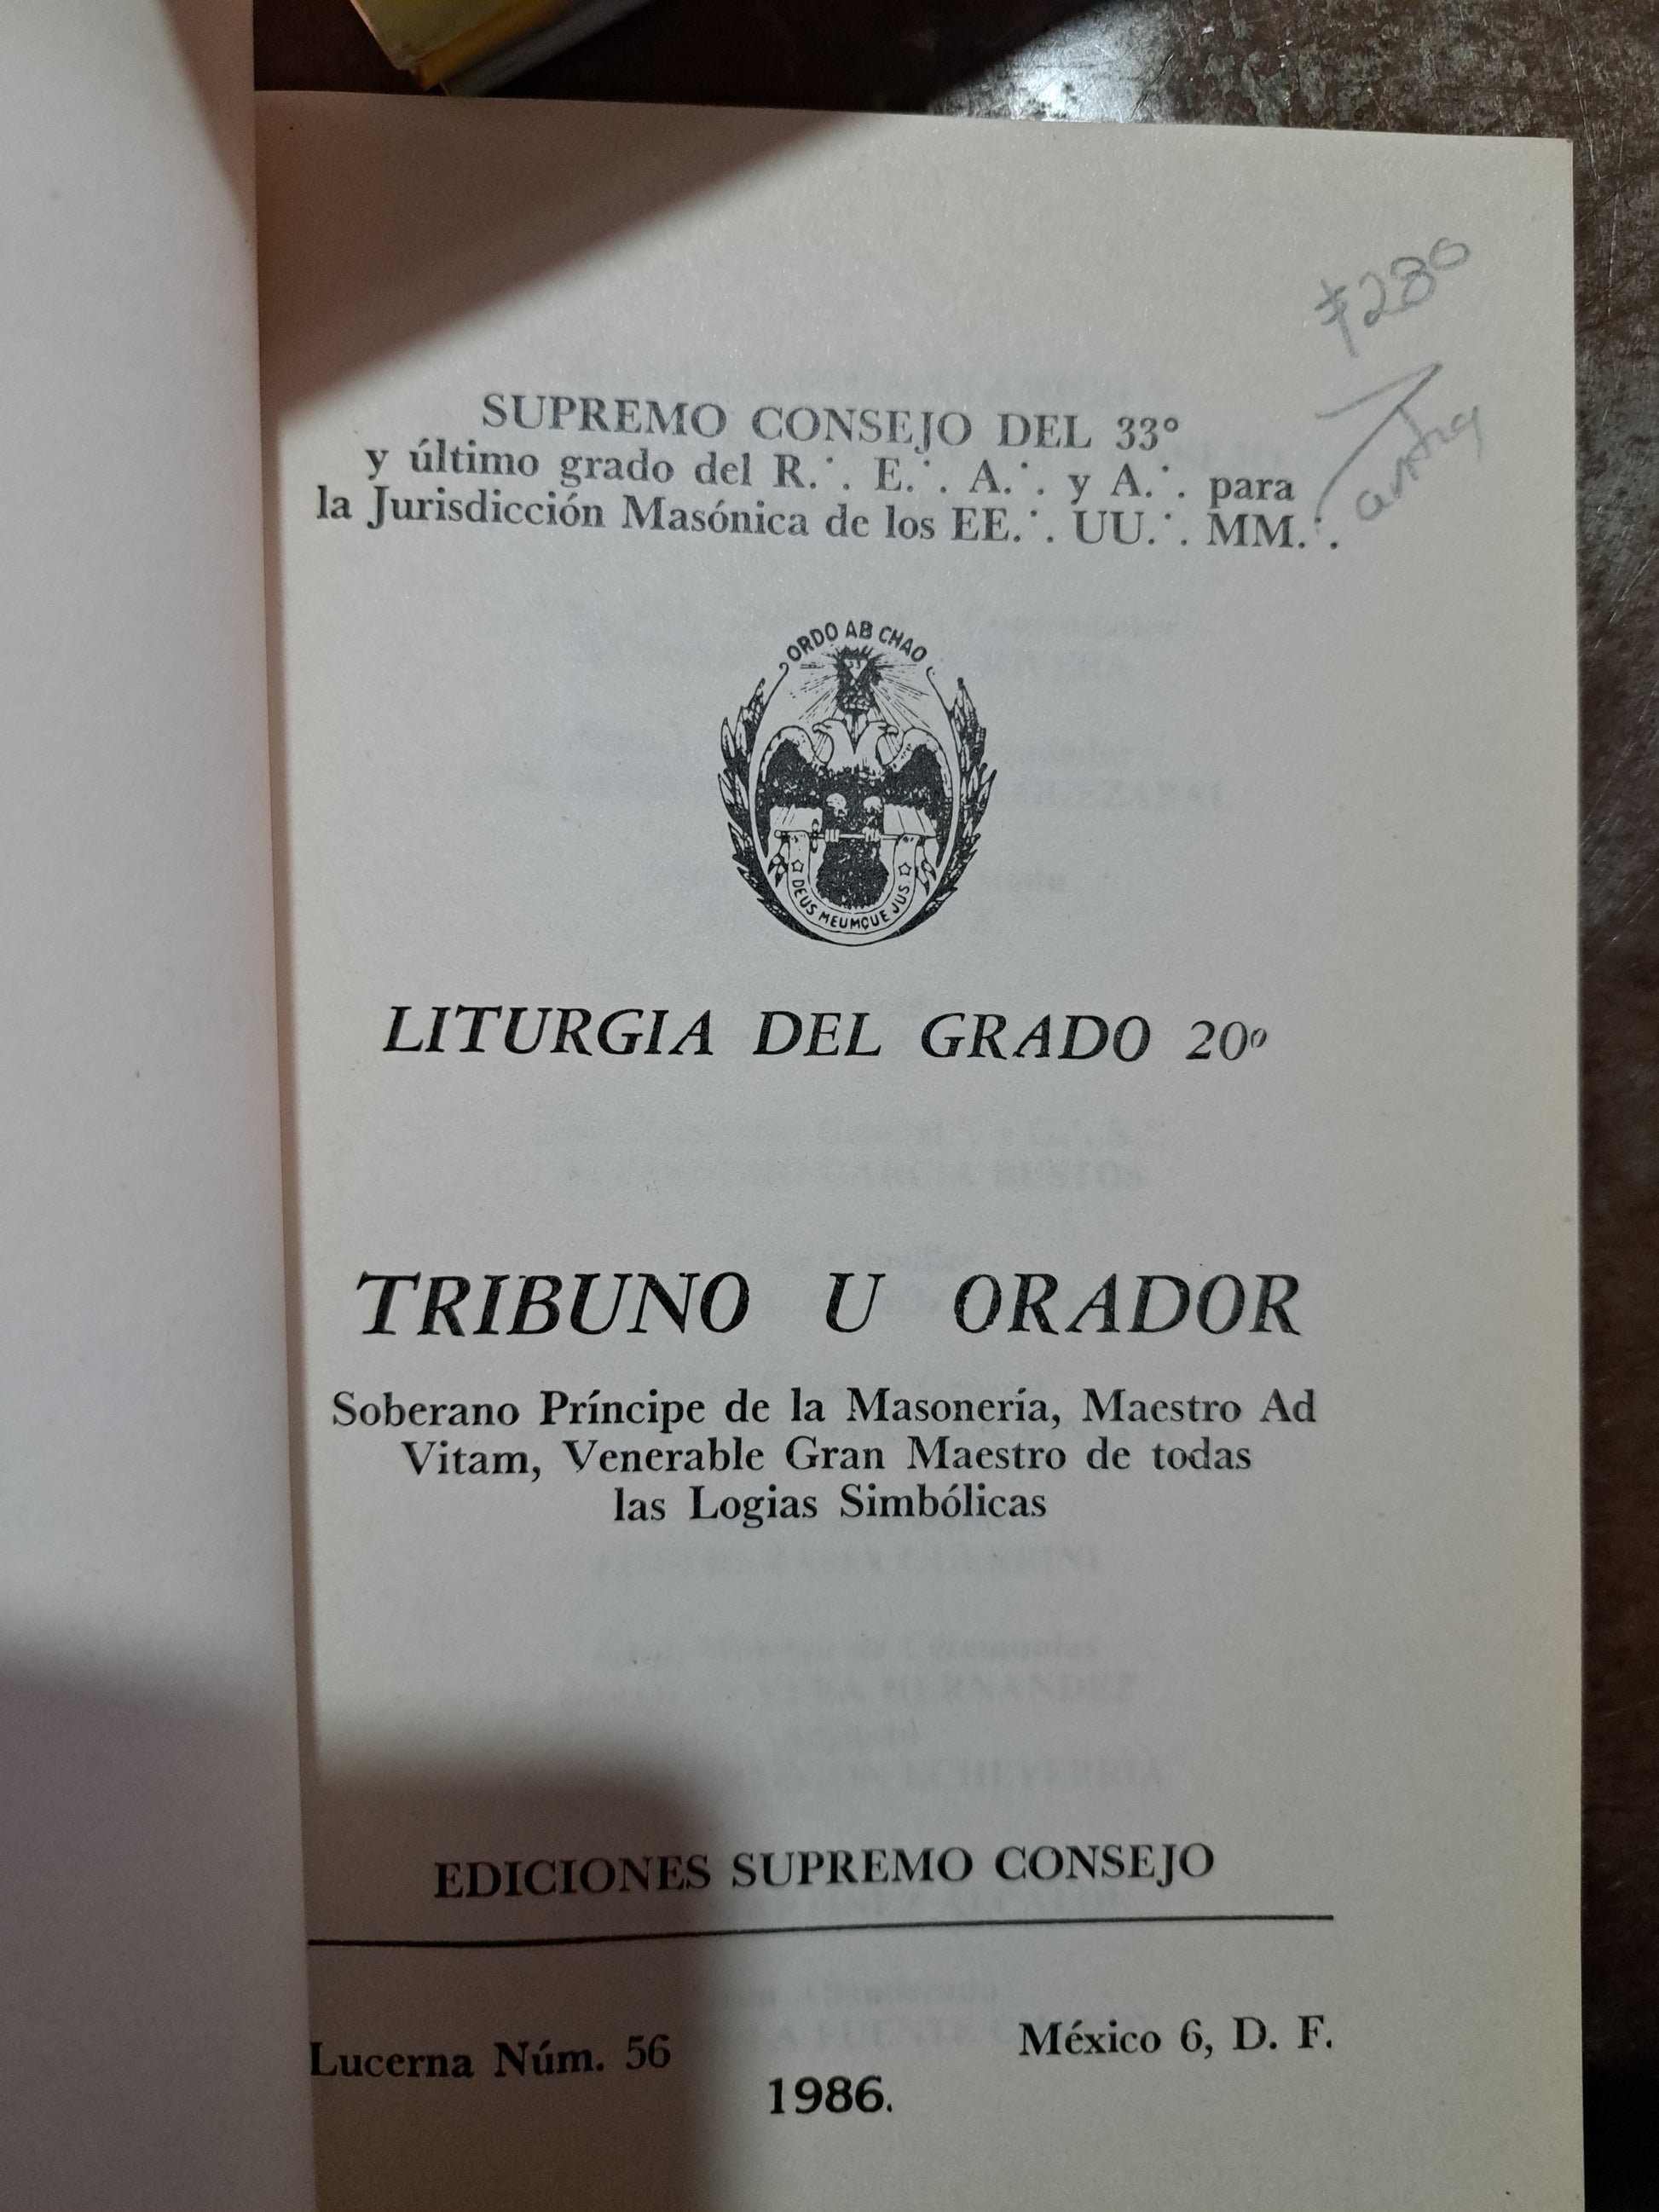 $280
SUPREMO CONSEJO DEL 33°
y último grado del R.∙. E.∙. A.∙. y A.∙. para
la Jurisdicción Masónica de los EE.∙. UU.∙. MM.∙.
ORDO AB CHAO
33
DEUS MEUMQUE JUS
LITURGIA DEL GRADO 20º
TRIBUNO U ORADOR
Soberano Príncipe de la Masonería, Maestro Ad
Vitam, Venerable Gran Maestro de todas
las Logias Simbólicas
EDICIONES SUPREMO CONSEJO
Lucerna Núm. 56 México 6, D. F.
1986.